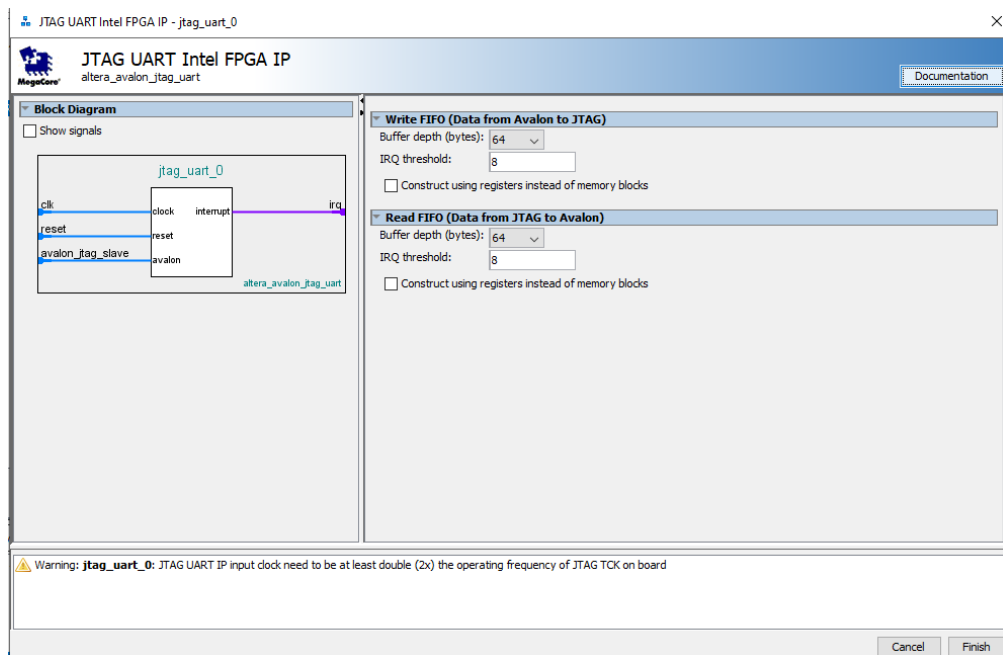 JTAG UART Intel FPGA IP - jtag_uart_0
MegaCore'
JTAG UART Intel FPGA IP
altera_avalon_jtag_uart
Documentation
Block Diagram
Show signals
jtag_uart_0
clk
clock
interrupt
irq
reset
reset
avalon_jtag_slave
avalon
altera_avalon_jtag_uart
Write FIFO (Data from Avalon to JTAG)
Buffer depth (bytes): 64
IRQ threshold: 8
Construct using registers instead of memory blocks
Read FIFO (Data from JTAG to Avalon)
Buffer depth (bytes): 64
IRQ threshold: 8
Construct using registers instead of memory blocks
Warning: jtag_uart_0: JTAG UART IP input clock need to be at least double (2x) the operating frequency of JTAG TCK on board
Cancel
Finish